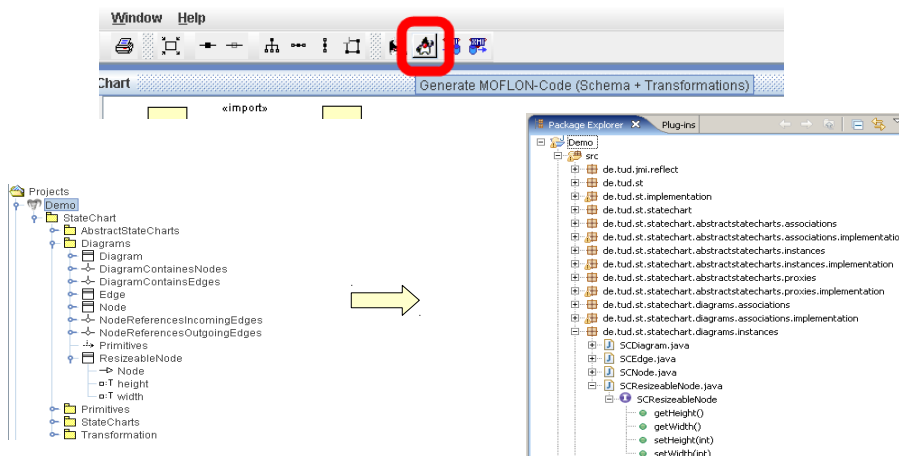 Window Help
Chart
Generate MOFLON-Code (Schema + Transformations)
«import»
Projects
Demo
StateChart
AbstractStateCharts
Diagrams
Diagram
DiagramContainesNodes
DiagramContainsEdges
Edge
Node
NodeReferencesIncomingEdges
NodeReferencesOutgoingEdges
Primitives
ResizeableNode
Node
height
width
Primitives
StateCharts
Transformation
Package Explorer Plug-ins
Demo
src
de.tud.jmi.reflect
de.tud.st
de.tud.st.implementation
de.tud.st.statechart
de.tud.st.statechart.abstractstatecharts.associations
de.tud.st.statechart.abstractstatecharts.associations.implementatio
de.tud.st.statechart.abstractstatecharts.instances
de.tud.st.statechart.abstractstatecharts.instances.implementation
de.tud.st.statechart.abstractstatecharts.proxies
de.tud.st.statechart.abstractstatecharts.proxies.implementation
de.tud.st.statechart.diagrams.associations
de.tud.st.statechart.diagrams.associations.implementation
de.tud.st.statechart.diagrams.instances
SCDiagram.java
SCEdge.java
SCNode.java
SCResizeableNode.java
SCResizeableNode
getHeight()
getWidth()
setHeight(int)
setWidth(int)